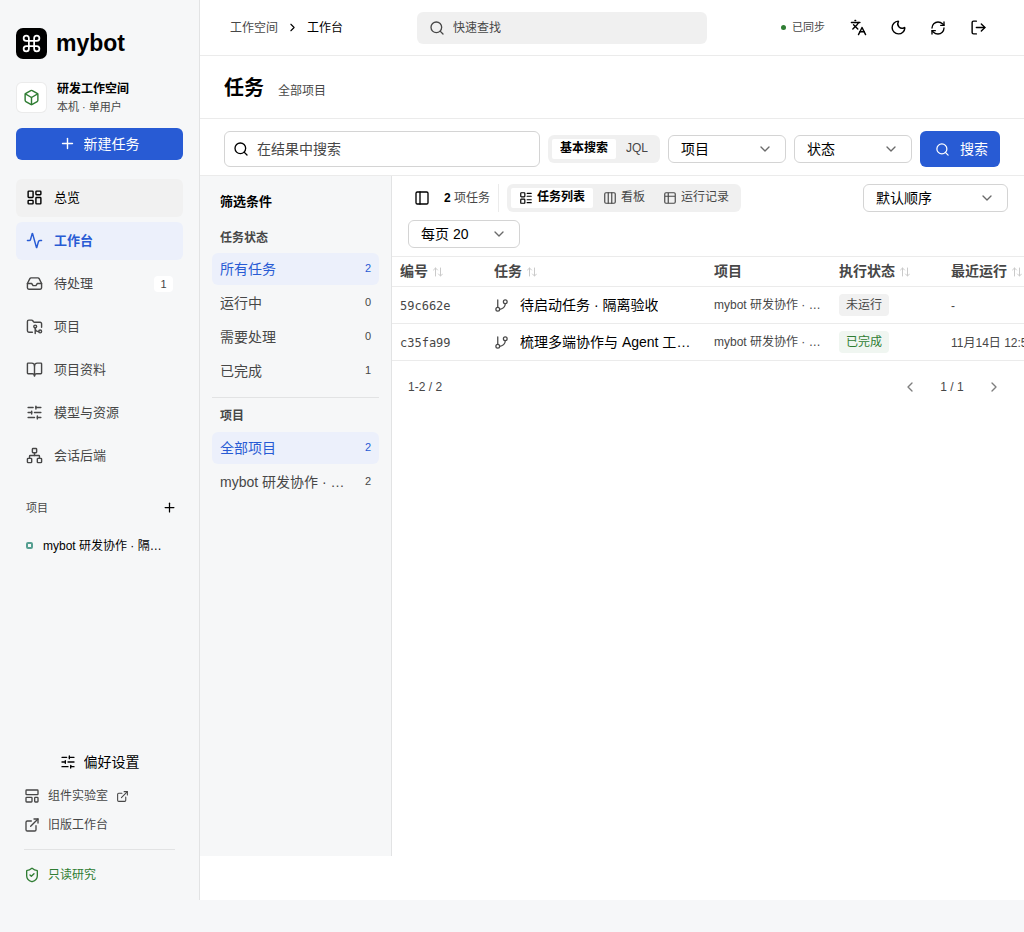 mybot
研发工作空间
本机 · 单用户
新建任务
总览
工作台
待处理 1
项目
项目资料
模型与资源
会话后端
项目
mybot 研发协作 · 隔…
偏好设置
组件实验室
旧版工作台
只读研究
工作空间 工作台
快速查找
已同步
任务 全部项目
在结果中搜索
基本搜索 JQL
项目
状态
搜索
筛选条件
任务状态
所有任务 2
运行中 0
需要处理 0
已完成 1
项目
全部项目 2
mybot 研发协作 · … 2
2 项任务
任务列表 看板 运行记录
默认顺序
每页 20
编号 任务 项目 执行状态 最近运行
59c662e 待启动任务 · 隔离验收 mybot 研发协作 · … 未运行 -
c35fa99 梳理多端协作与 Agent 工… mybot 研发协作 · … 已完成 11月14日 12:5
1-2 / 2
1 / 1